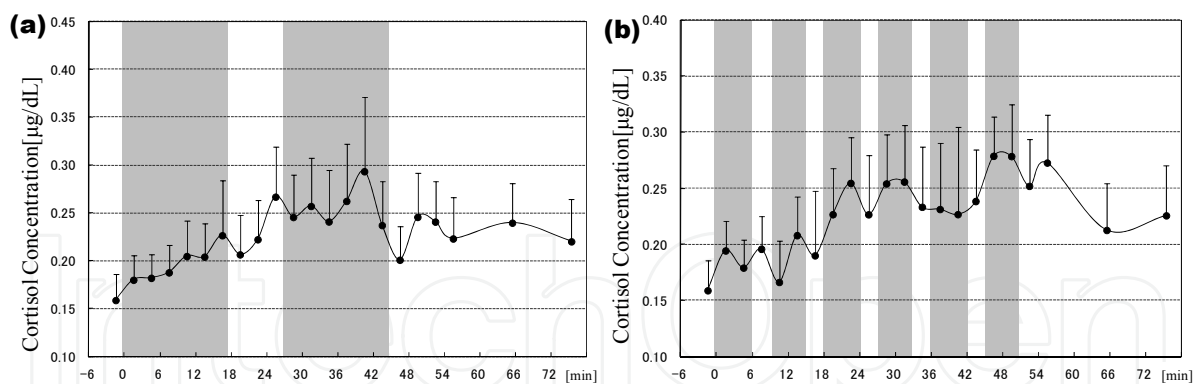 (a)
Cortisol Concentration[μg/dL]
0.45
0.40
0.35
0.30
0.25
0.20
0.15
0.10
−6 0 6 12 18 24 30 36 42 48 54 60 66 72 [min]
(b)
Cortisol Concentration[μg/dL]
0.40
0.35
0.30
0.25
0.20
0.15
0.10
−6 0 6 12 18 24 30 36 42 48 54 60 66 72 [min]
IntechOpen